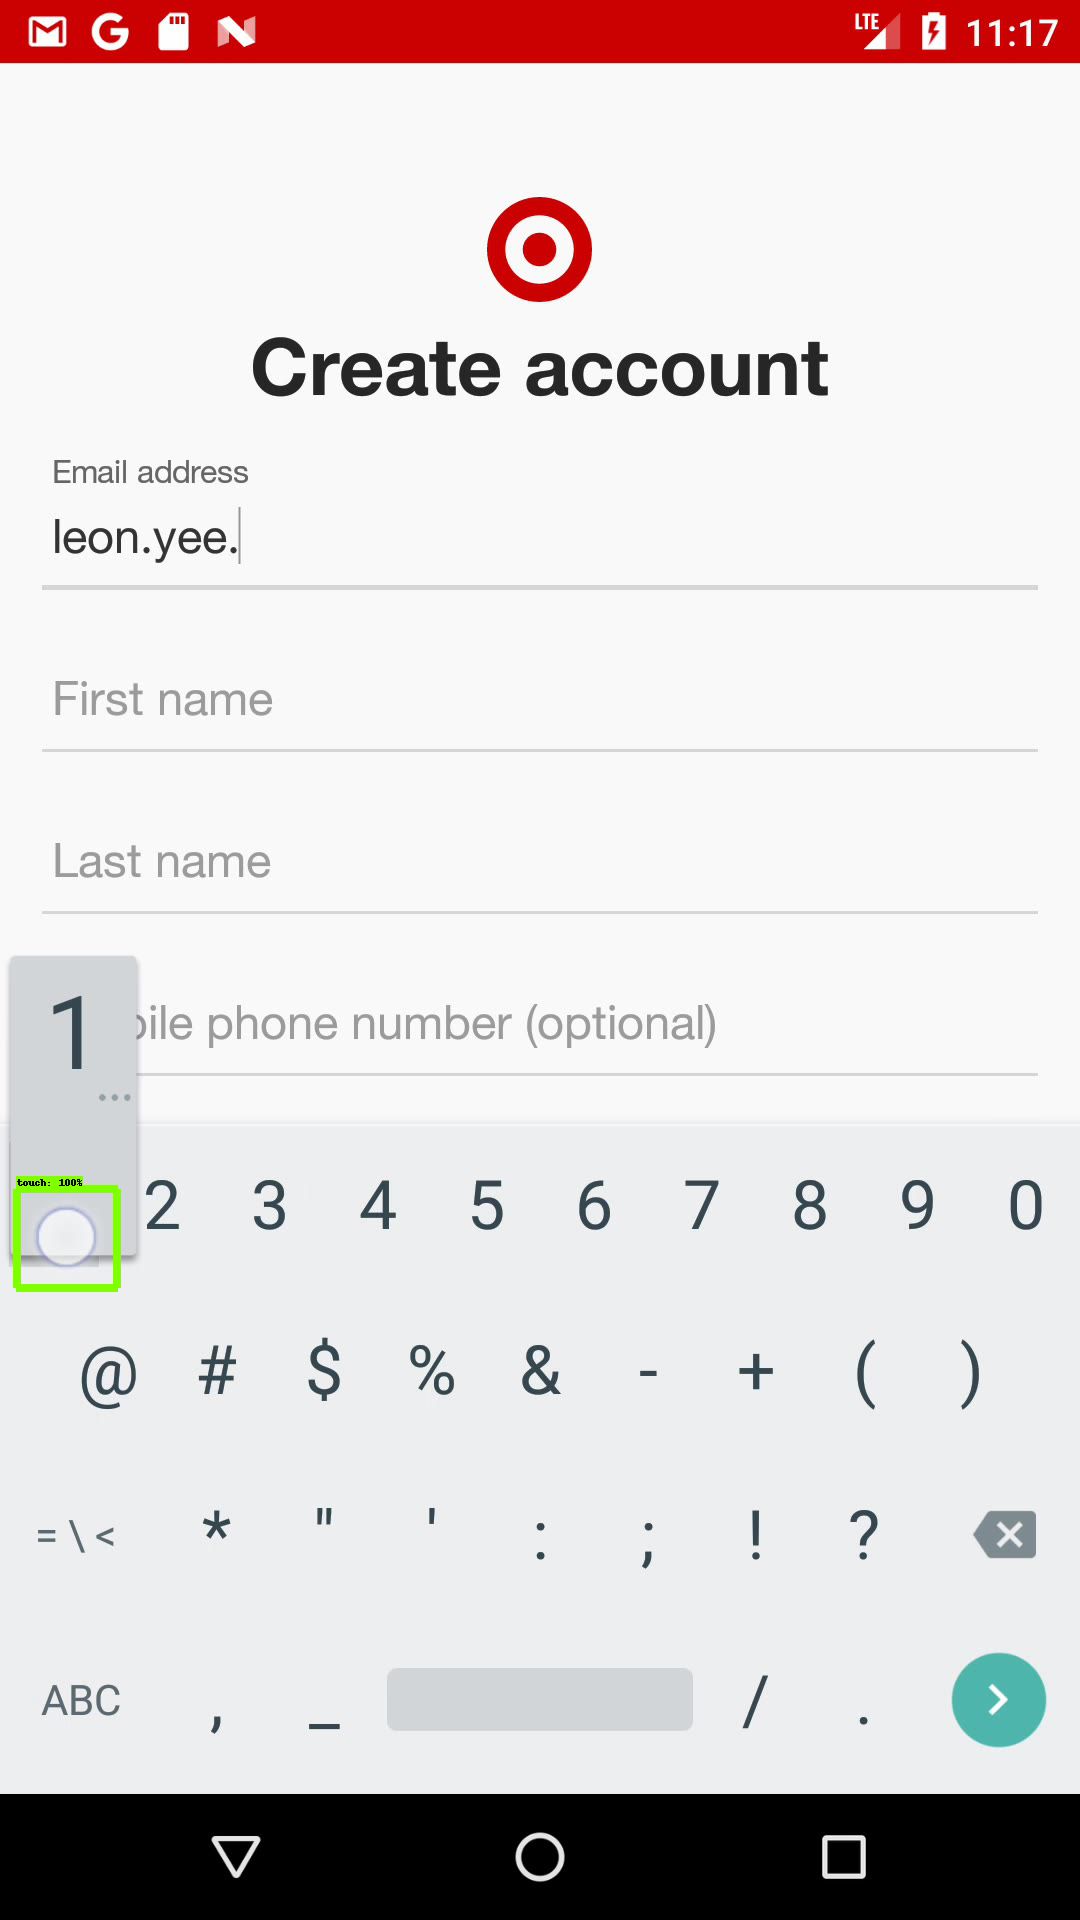 LTE 11:17
Create account
Email address
leon.yee.
First name
Last name
bile phone number (optional)
1
...
touch: 100%
2 3 4 5 6 7 8 9 0
@ # $ % & - + ( )
= \ < * " ' : ; ! ?
ABC , _ / .